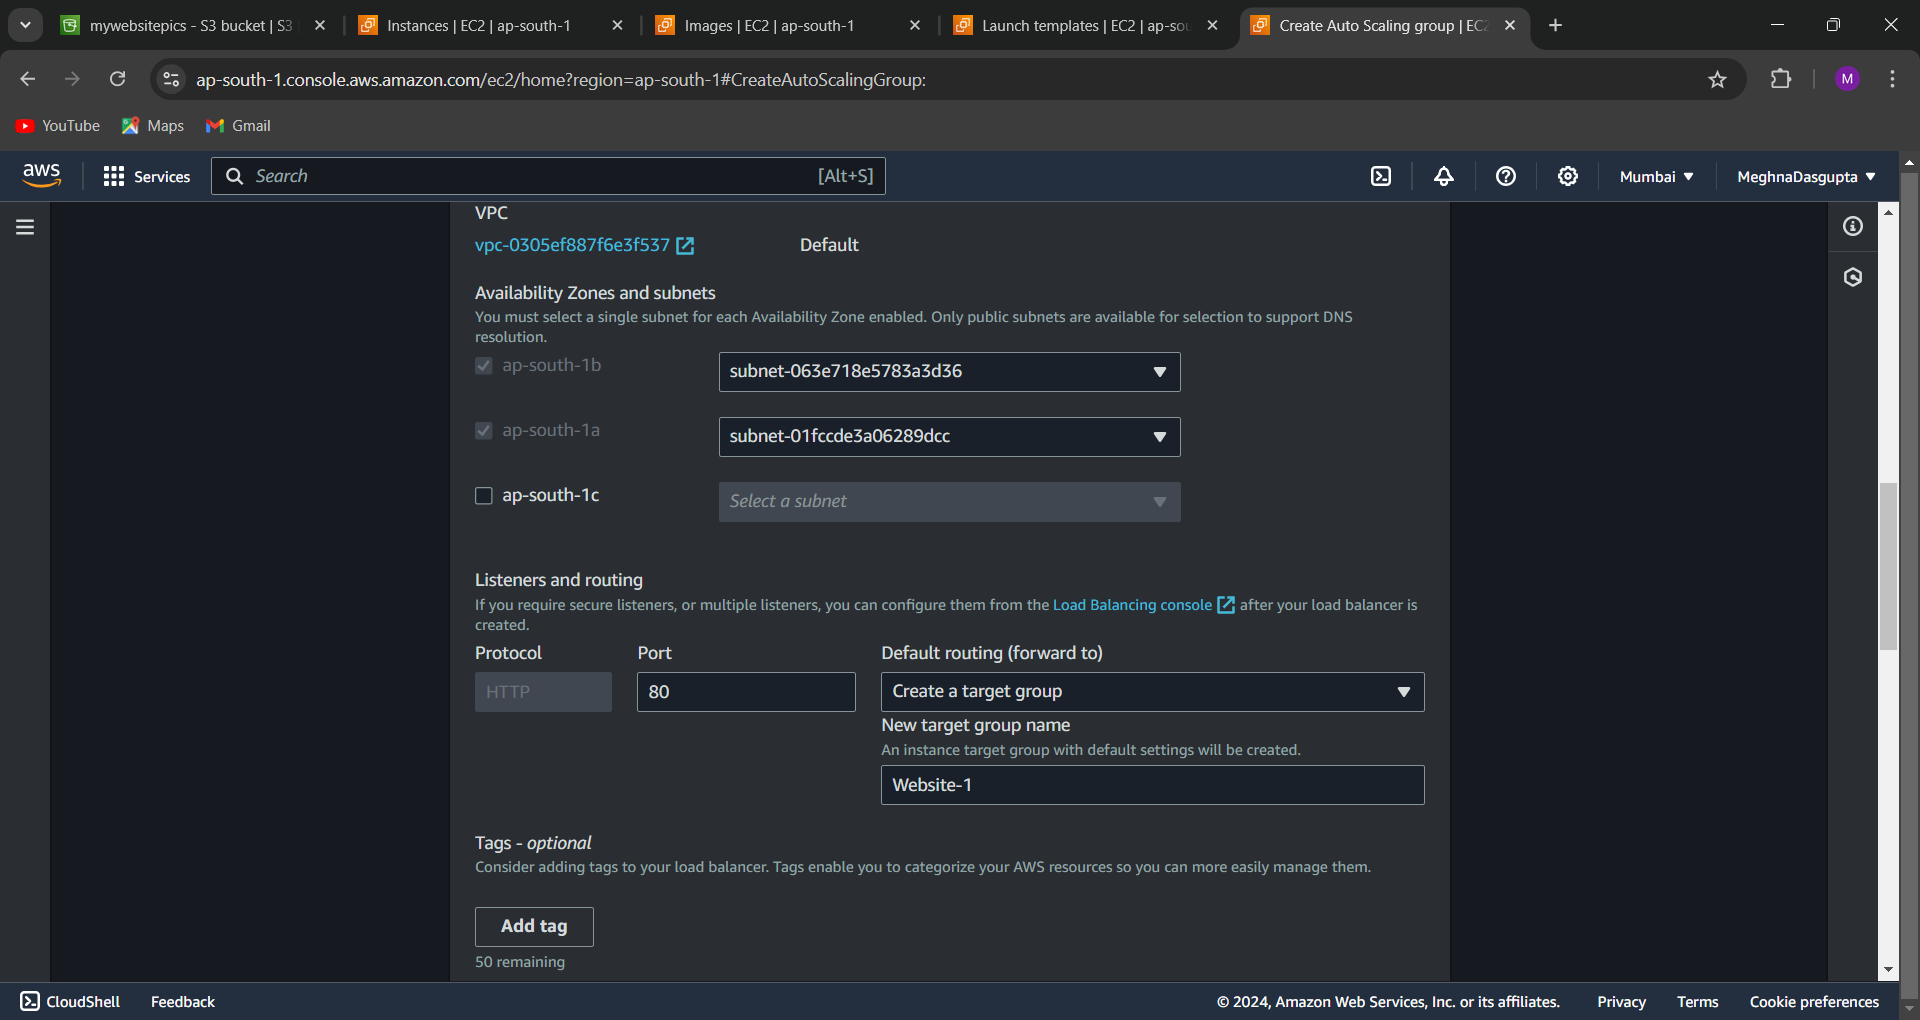 mywebsitepics - S3 bucket | S3
Instances | EC2 | ap-south-1
Images | EC2 | ap-south-1
Launch templates | EC2 | ap-sou
Create Auto Scaling group | EC2
ap-south-1.console.aws.amazon.com/ec2/home?region=ap-south-1#CreateAutoScalingGroup:
M
YouTube
Maps
Gmail
aws
Services
Search
[Alt+S]
Mumbai
MeghnaDasgupta
VPC
vpc-0305ef887f6e3f537
Default
Availability Zones and subnets
You must select a single subnet for each Availability Zone enabled. Only public subnets are available for selection to support DNS
resolution.
ap-south-1b
subnet-063e718e5783a3d36
ap-south-1a
subnet-01fccde3a06289dcc
ap-south-1c
Select a subnet
Listeners and routing
If you require secure listeners, or multiple listeners, you can configure them from the Load Balancing console after your load balancer is
created.
Protocol
Port
Default routing (forward to)
HTTP
80
Create a target group
New target group name
An instance target group with default settings will be created.
Website-1
Tags - optional
Consider adding tags to your load balancer. Tags enable you to categorize your AWS resources so you can more easily manage them.
Add tag
50 remaining
CloudShell
Feedback
© 2024, Amazon Web Services, Inc. or its affiliates.
Privacy
Terms
Cookie preferences